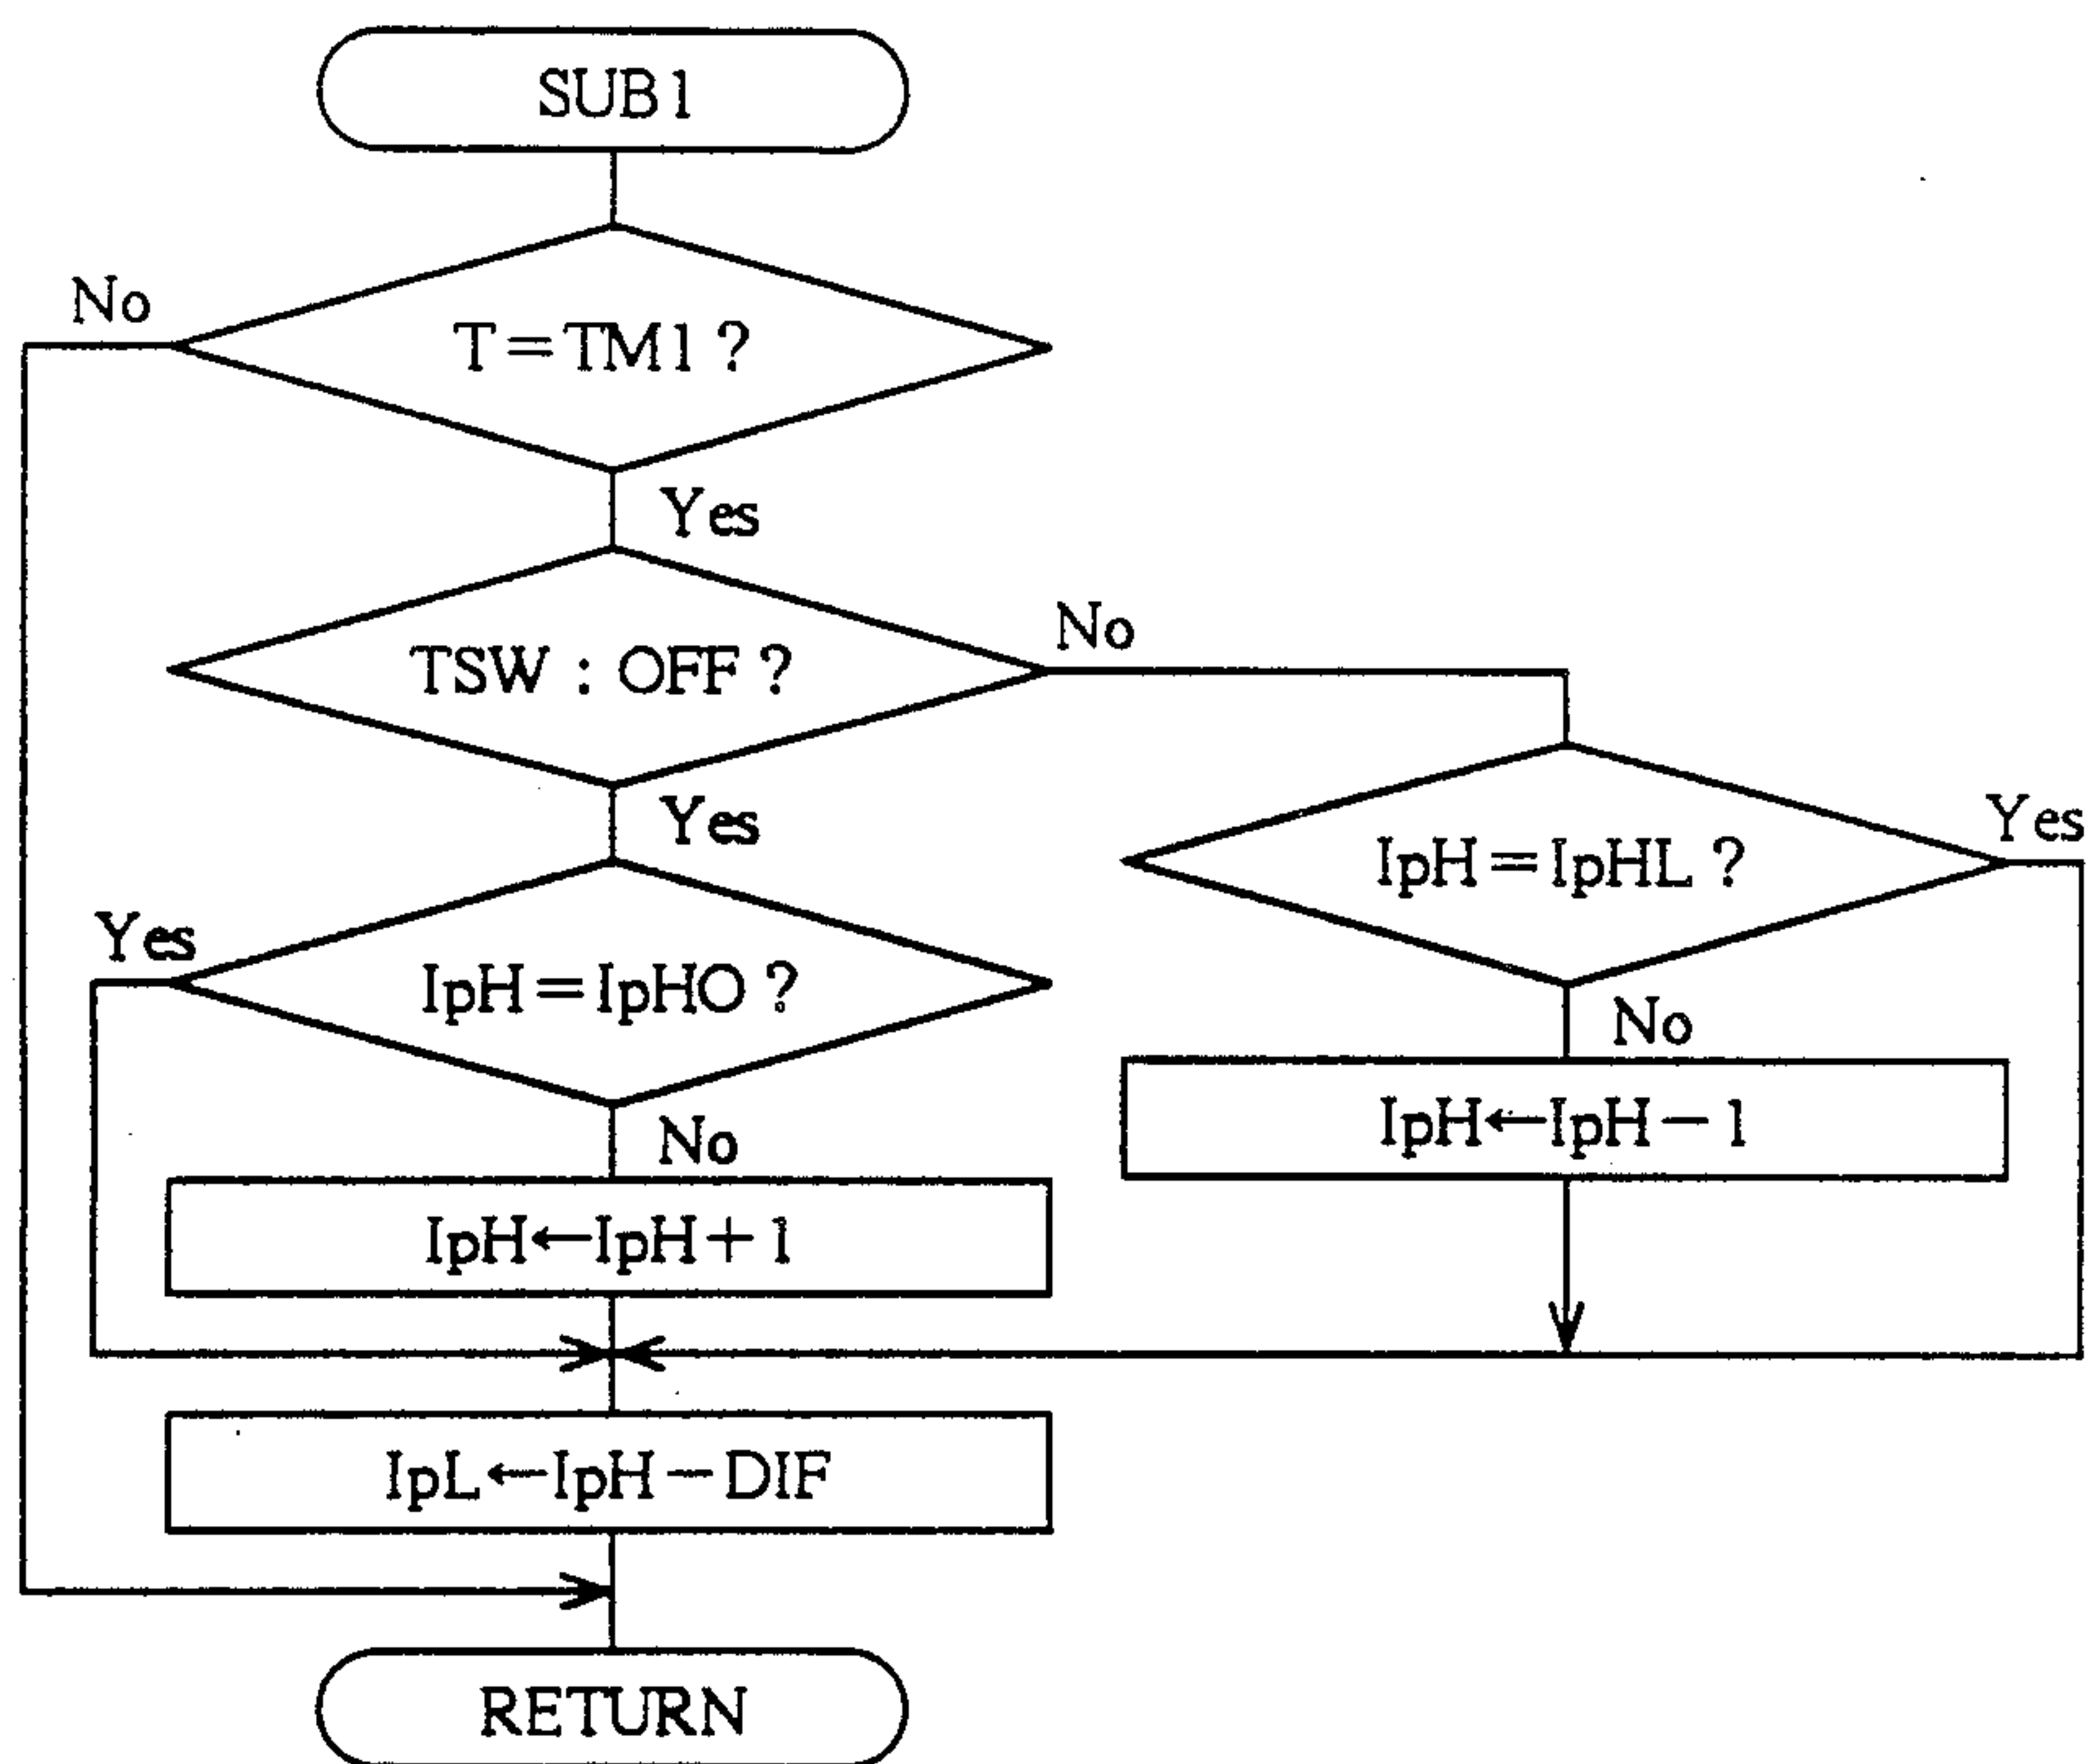 SUB1
No
T=TM1?
Yes
TSW : OFF?
No
Yes
IpH=IpHL?
Yes
Yes
IpH=IpHO?
No
IpH←IpH-1
No
IpH←IpH+1
IpL←IpH-DIF
RETURN